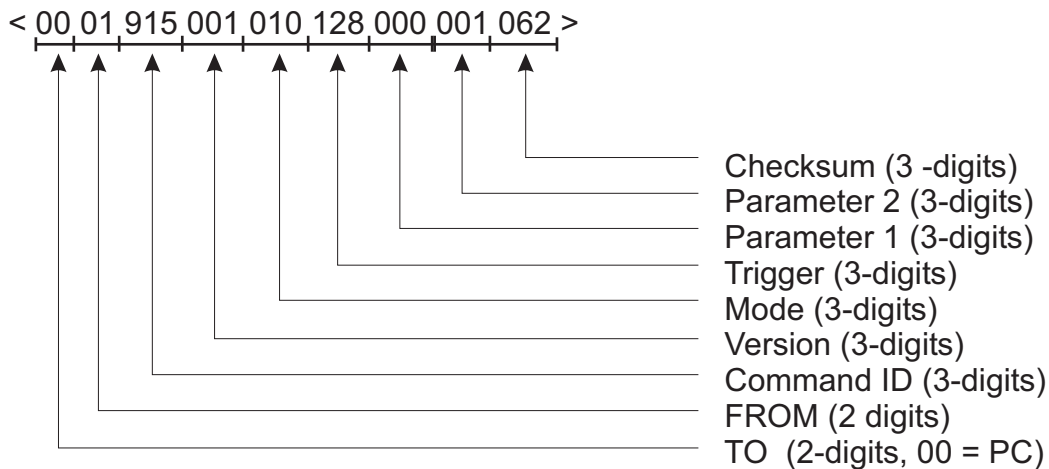 < 00 01 915 001 010 128 000 001 062 >
Checksum (3 -digits)
Parameter 2 (3-digits)
Parameter 1 (3-digits)
Trigger (3-digits)
Mode (3-digits)
Version (3-digits)
Command ID (3-digits)
FROM (2 digits)
TO (2-digits, 00 = PC)